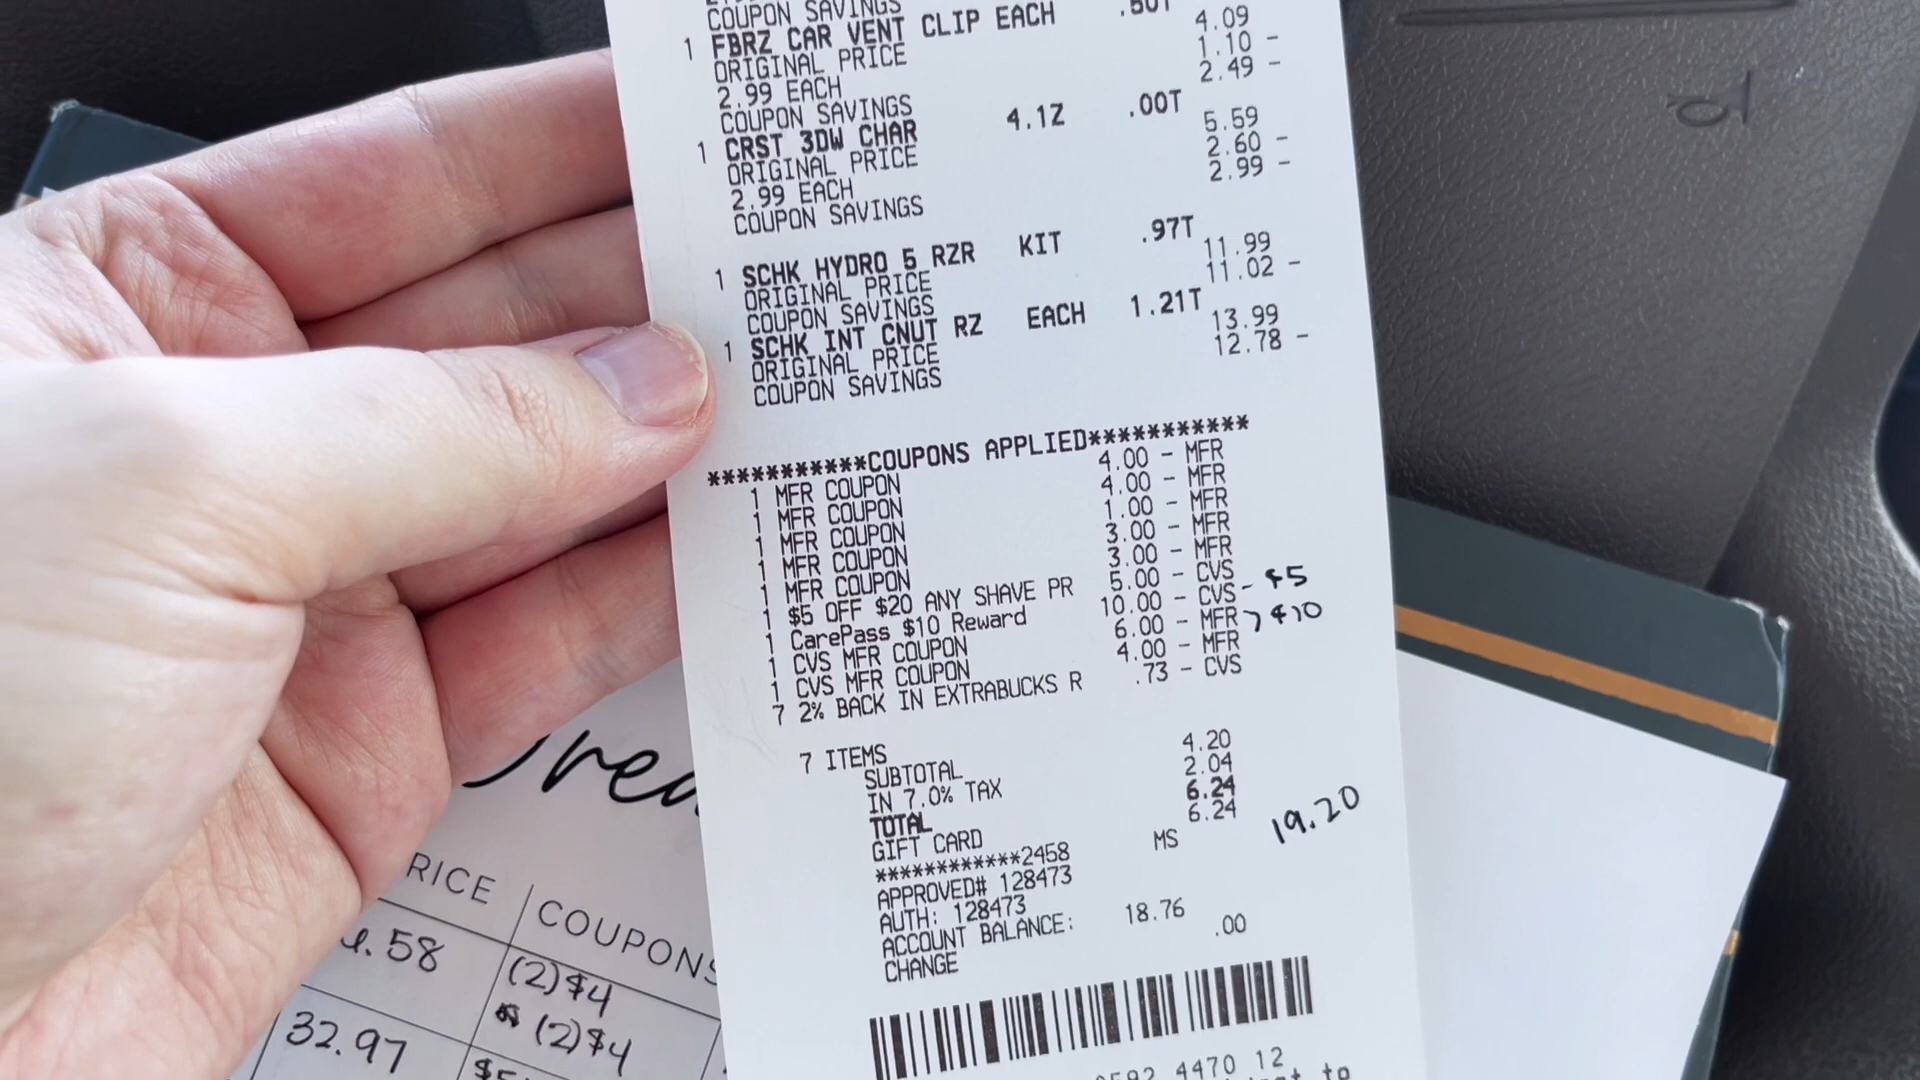 COUPON SAVINGS
1 FBRZ CAR VENT CLIP EACH .50T
ORIGINAL PRICE 4.09
2.99 EACH 1.10 -
COUPON SAVINGS 2.49 -
1 CRST 3DW CHAR 4.1Z .00T
ORIGINAL PRICE 5.59
2.99 EACH 2.60 -
COUPON SAVINGS 2.99 -
1 SCHK HYDRO 5 RZR KIT .97T
ORIGINAL PRICE 11.99
COUPON SAVINGS 11.02 -
1 SCHK INT CNUT RZ EACH 1.21T
ORIGINAL PRICE 13.99
COUPON SAVINGS 12.78 -
***********COUPONS APPLIED***********
1 MFR COUPON 4.00 - MFR
1 MFR COUPON 4.00 - MFR
1 MFR COUPON 1.00 - MFR
1 MFR COUPON 3.00 - MFR
1 MFR COUPON 3.00 - MFR
1 $5 OFF $20 ANY SHAVE PR 5.00 - CVS
1 CarePass $10 Reward 10.00 - CVS - $5
1 CVS MFR COUPON 6.00 - MFR > $10
1 CVS MFR COUPON 4.00 - MFR
7 2% BACK IN EXTRABUCKS R .73 - CVS
7 ITEMS
SUBTOTAL 4.20
IN 7.0% TAX 2.04
TOTAL 6.24
GIFT CARD 6.24
19.20
***********2458 MS
APPROVED# 128473
AUTH: 128473
ACCOUNT BALANCE: 18.76
CHANGE .00
4470 12
to
RICE COUPONS
.58 (2)$4
(2)$4
32.97